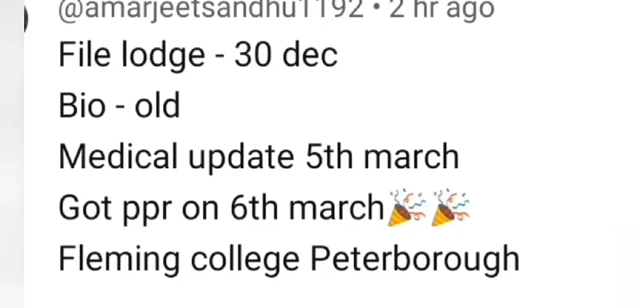 @amarjeetsandhu1192 • 2 hr ago
File lodge - 30 dec
Bio - old
Medical update 5th march
Got ppr on 6th march🎉🎉
Fleming college Peterborough